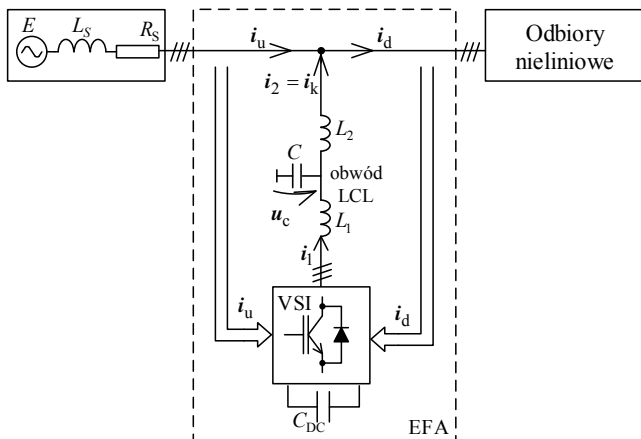 E
L_S
R_S
i_u
i_d
Odbiory
nieliniowe
i_2 = i_k
L_2
C
obwód
LCL
u_c
L_1
i_1
i_u
VSI
i_d
C_DC
EFA